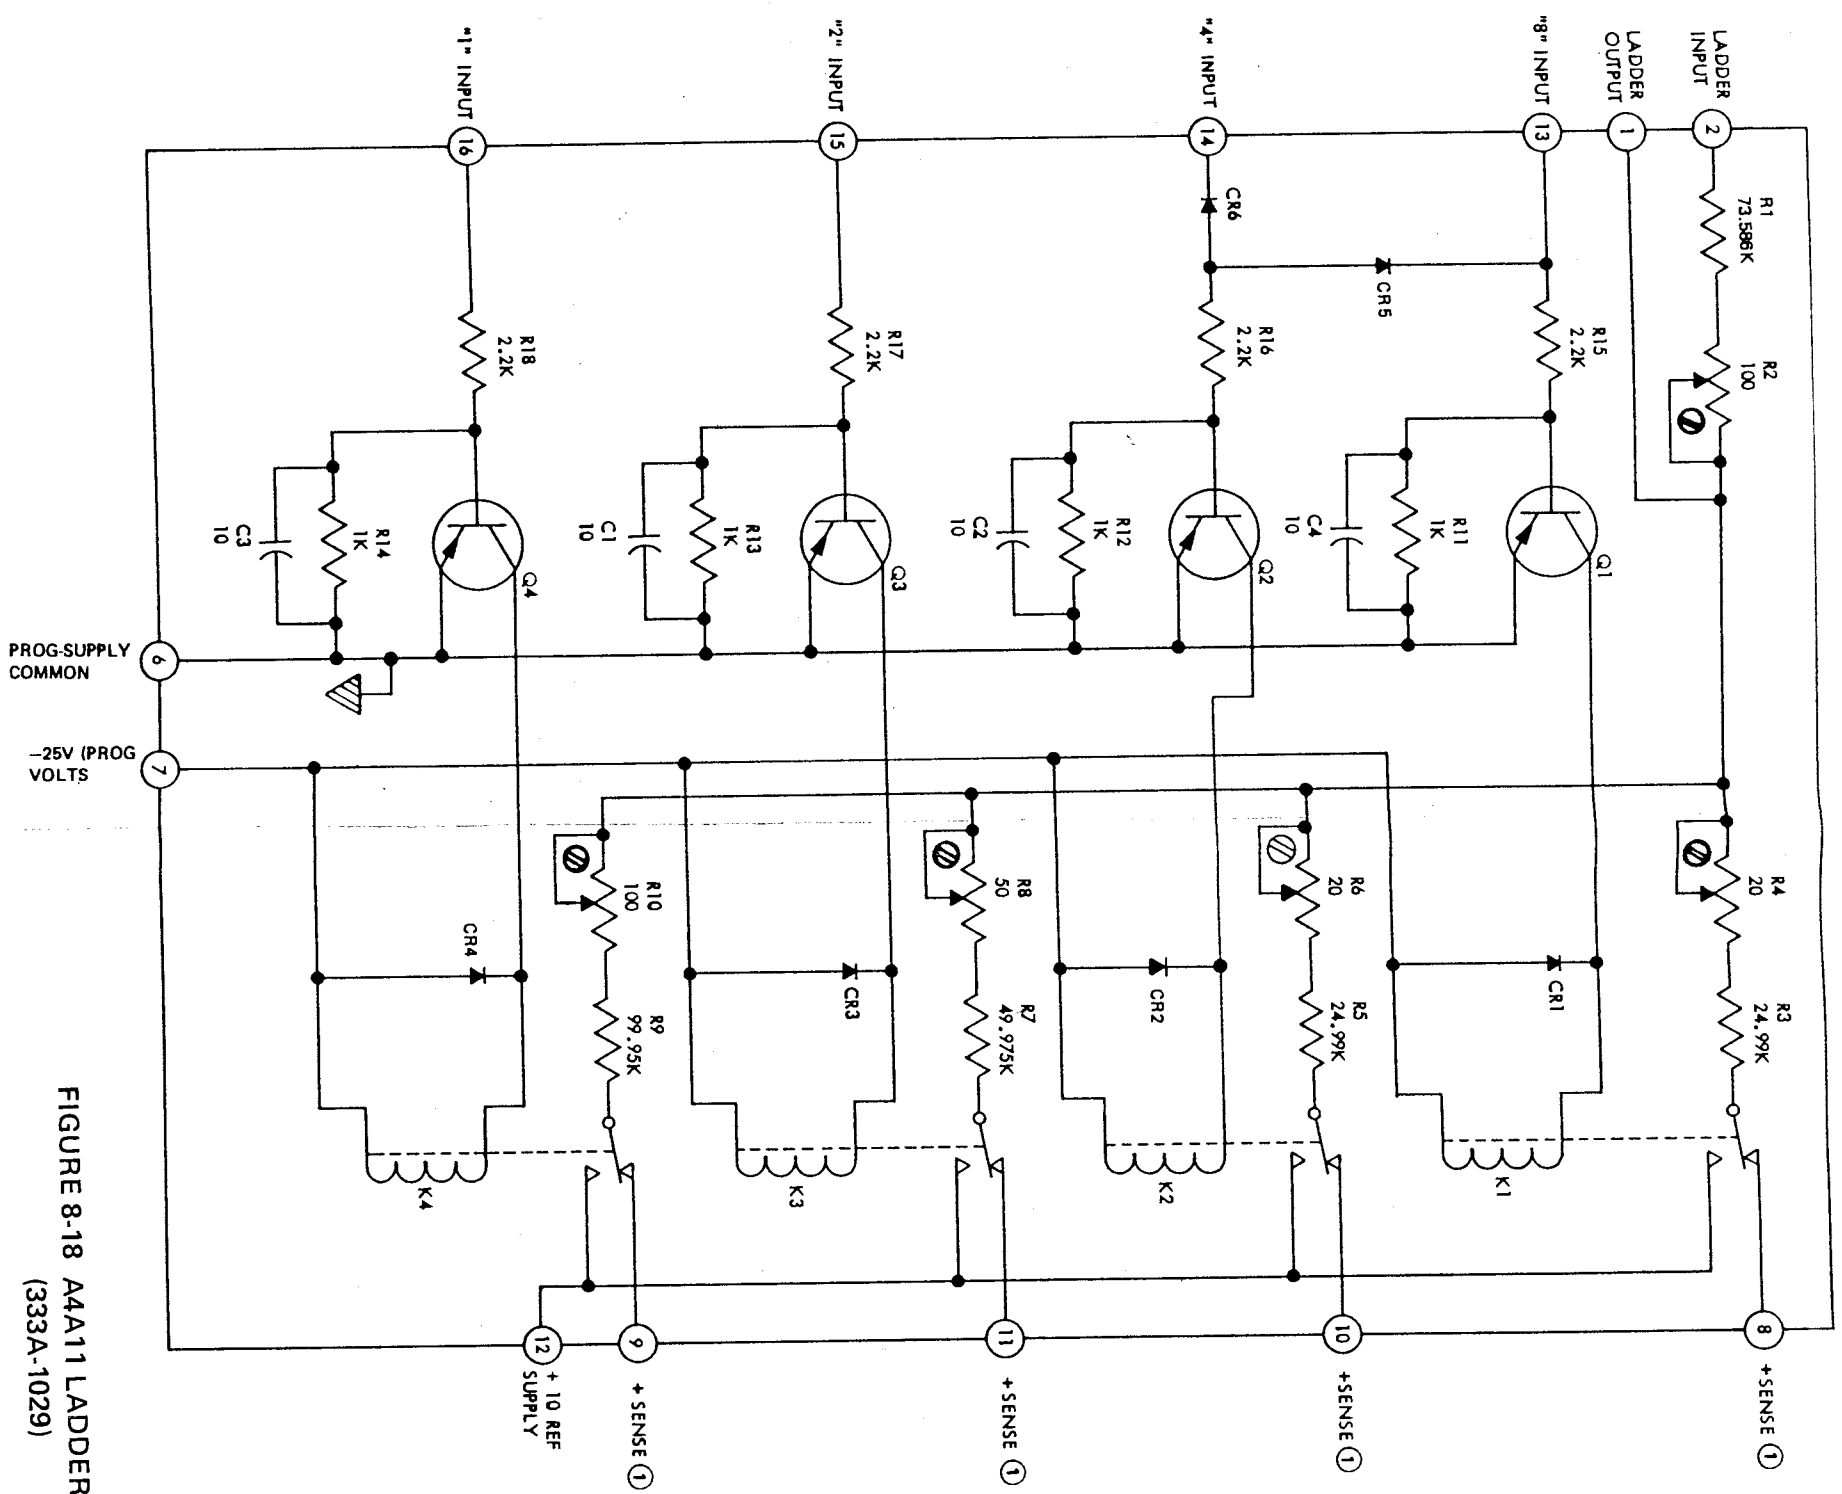 LADDER
INPUT
LADDER
OUTPUT
"8" INPUT
"4" INPUT
"2" INPUT
"1" INPUT
2
1
13
14
15
16
R1
73.586K
R2
100
CR6
CR5
R15
2.2K
R16
2.2K
R17
2.2K
R18
2.2K
R11
1K
C4
10
Q1
R12
1K
C2
10
Q2
R13
1K
C1
10
Q3
R14
1K
C3
10
Q4
PROG-SUPPLY
COMMON
6
-25V (PROG
VOLTS
7
R4
20
R6
20
R8
50
R10
100
R3
24.99K
CR1
R5
24.99K
CR2
R7
49.975K
CR3
R9
99.95K
CR4
K1
K2
K3
K4
8
10
11
9
12
+SENSE 1
+SENSE 1
+SENSE 1
+ SENSE 1
+ 10 REF
SUPPLY
FIGURE 8-18 A4A11 LADDER
(333A-1029)